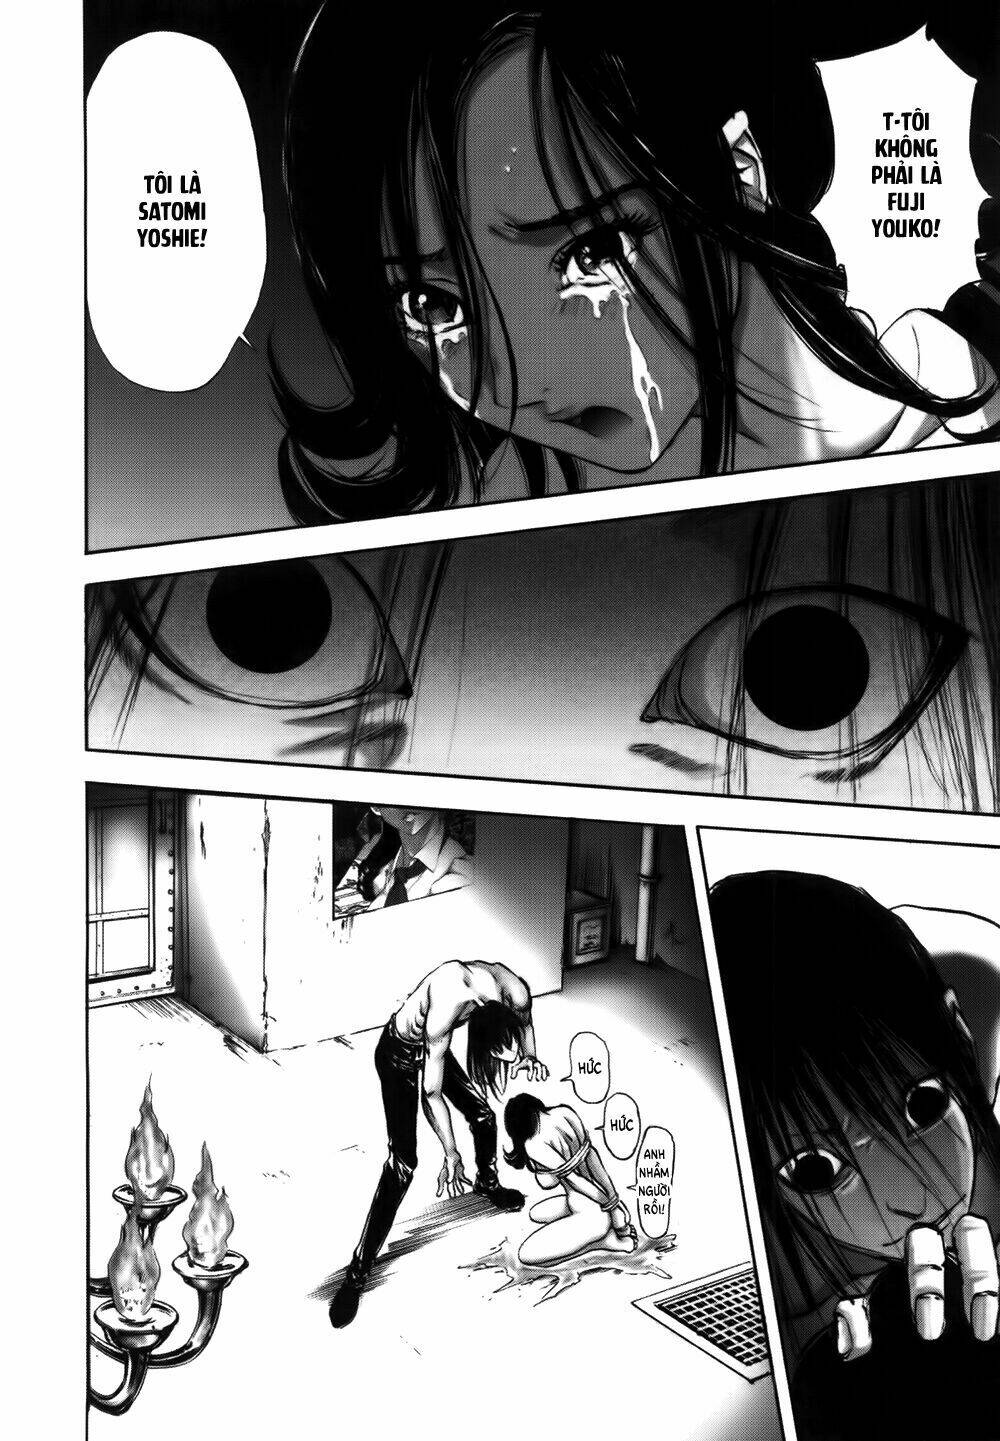 T-TÔI
KHÔNG
PHẢI LÀ
FUJI
YOUKO!
TÔI LÀ
SATOMI
YOSHIE!
HỨC
HỨC
ANH
NHẦM
NGƯỜI
RỒI!